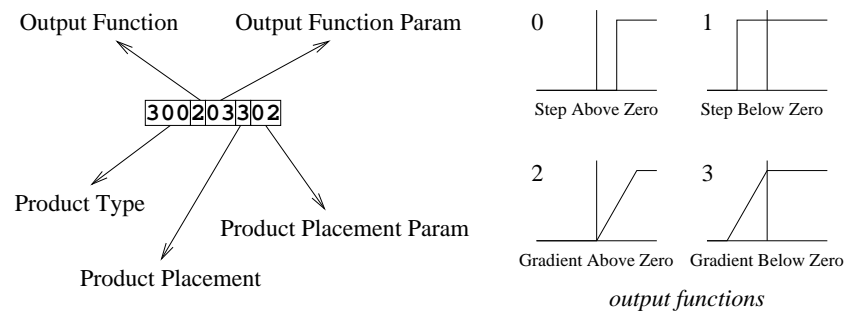 Output Function
Output Function Param
300203302
Product Type
Product Placement Param
Product Placement
0
1
Step Above Zero
Step Below Zero
2
3
Gradient Above Zero
Gradient Below Zero
output functions